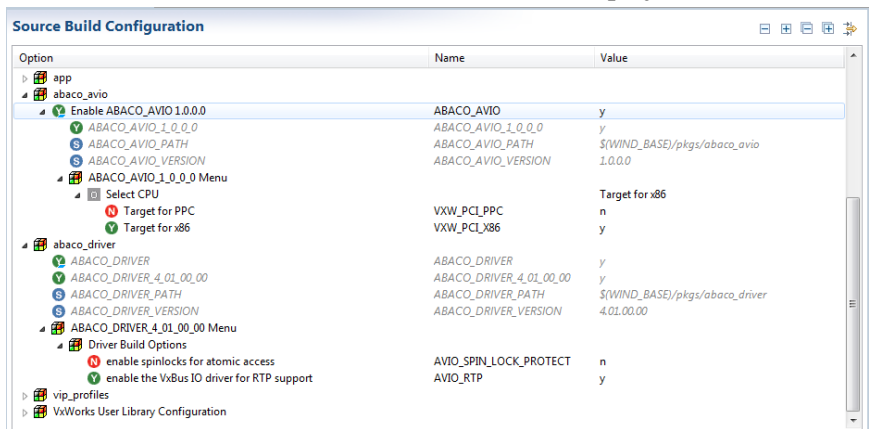 Source Build Configuration
Option Name Value
app
abaco_avio
Enable ABACO_AVIO 1.0.0.0 ABACO_AVIO y
ABACO_AVIO_1_0_0_0 ABACO_AVIO_1_0_0_0 y
ABACO_AVIO_PATH ABACO_AVIO_PATH $(WIND_BASE)/pkgs/abaco_avio
ABACO_AVIO_VERSION ABACO_AVIO_VERSION 1.0.0.0
ABACO_AVIO_1_0_0_0 Menu
Select CPU Target for x86
N Target for PPC VXW_PCI_PPC n
Y Target for x86 VXW_PCI_X86 y
abaco_driver
Y ABACO_DRIVER ABACO_DRIVER y
Y ABACO_DRIVER_4_01_00_00 ABACO_DRIVER_4_01_00_00 y
S ABACO_DRIVER_PATH ABACO_DRIVER_PATH $(WIND_BASE)/pkgs/abaco_driver
S ABACO_DRIVER_VERSION ABACO_DRIVER_VERSION 4.01.00.00
ABACO_DRIVER_4_01_00_00 Menu
Driver Build Options
N enable spinlocks for atomic access AVIO_SPIN_LOCK_PROTECT n
Y enable the VxBus IO driver for RTP support AVIO_RTP y
vip_profiles
VxWorks User Library Configuration